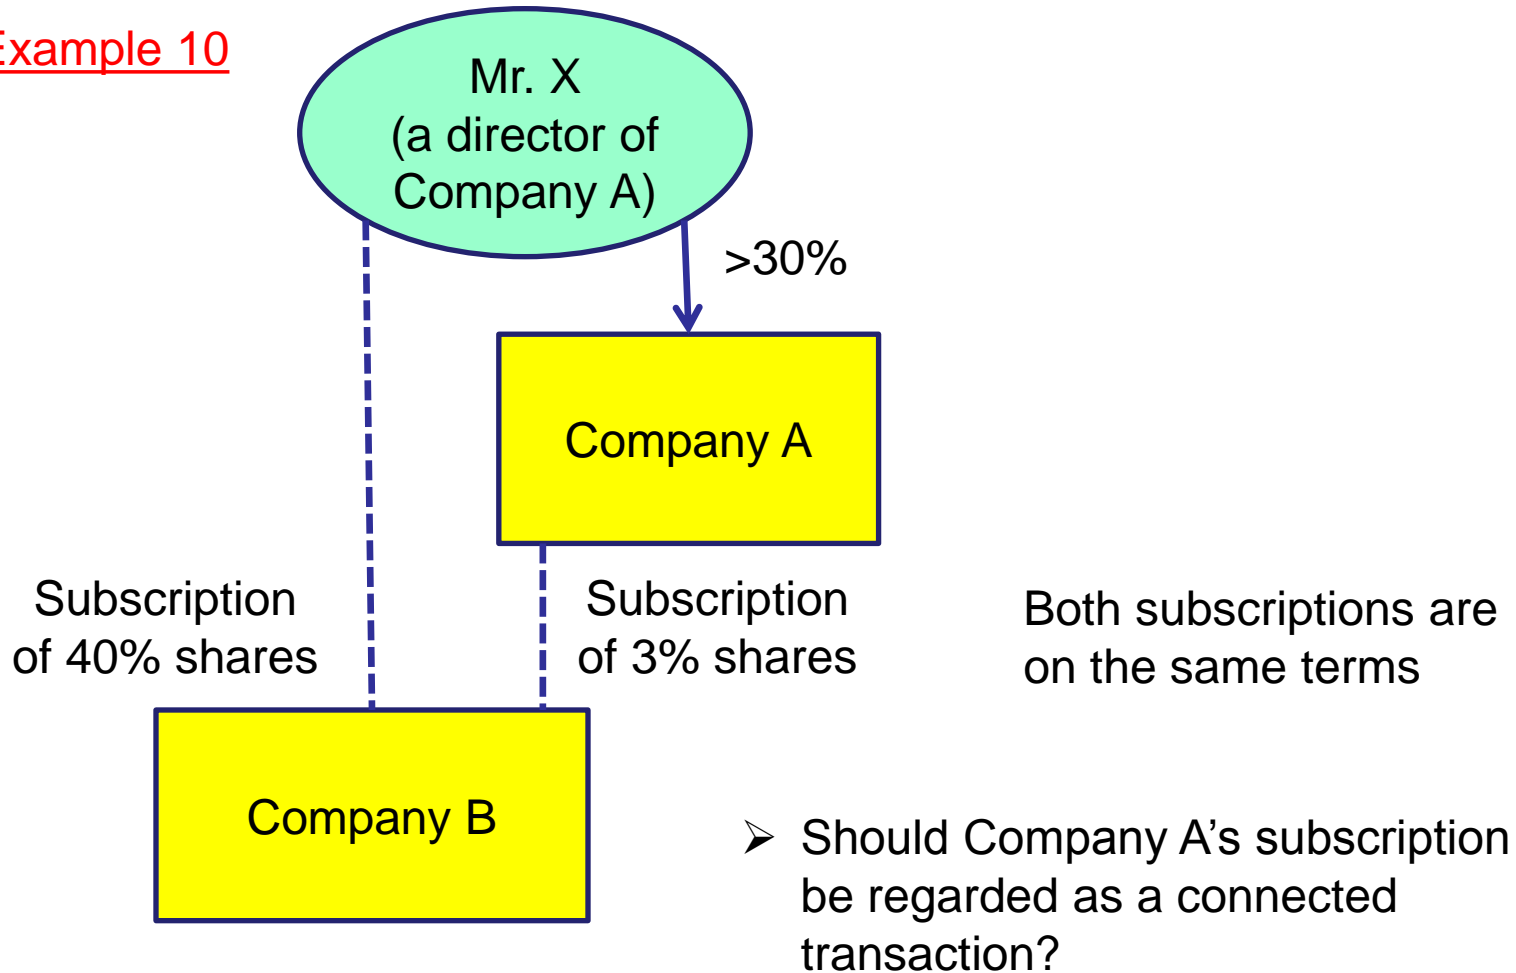 Example 10
Mr. X
(a director of
Company A)
>30%
Company A
Subscription
of 40% shares
Subscription
of 3% shares
Both subscriptions are
on the same terms
Company B
➢ Should Company A’s subscription
be regarded as a connected
transaction?